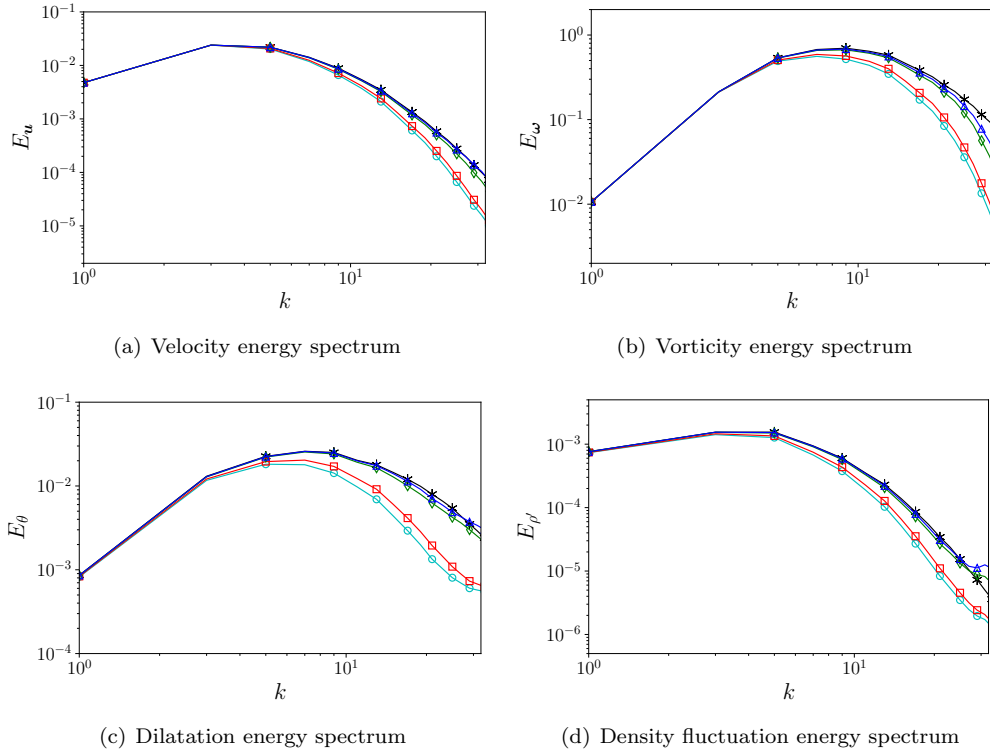 10⁻¹
10⁻²
10⁻³
10⁻⁴
10⁻⁵
E_u
10⁰
10¹
k
(a) Velocity energy spectrum
10⁰
10⁻¹
10⁻²
E_ω
10⁰
10¹
k
(b) Vorticity energy spectrum
10⁻¹
10⁻²
10⁻³
10⁻⁴
E_θ
10⁰
10¹
k
(c) Dilatation energy spectrum
10⁻³
10⁻⁴
10⁻⁵
10⁻⁶
E_ρ′
10⁰
10¹
k
(d) Density fluctuation energy spectrum